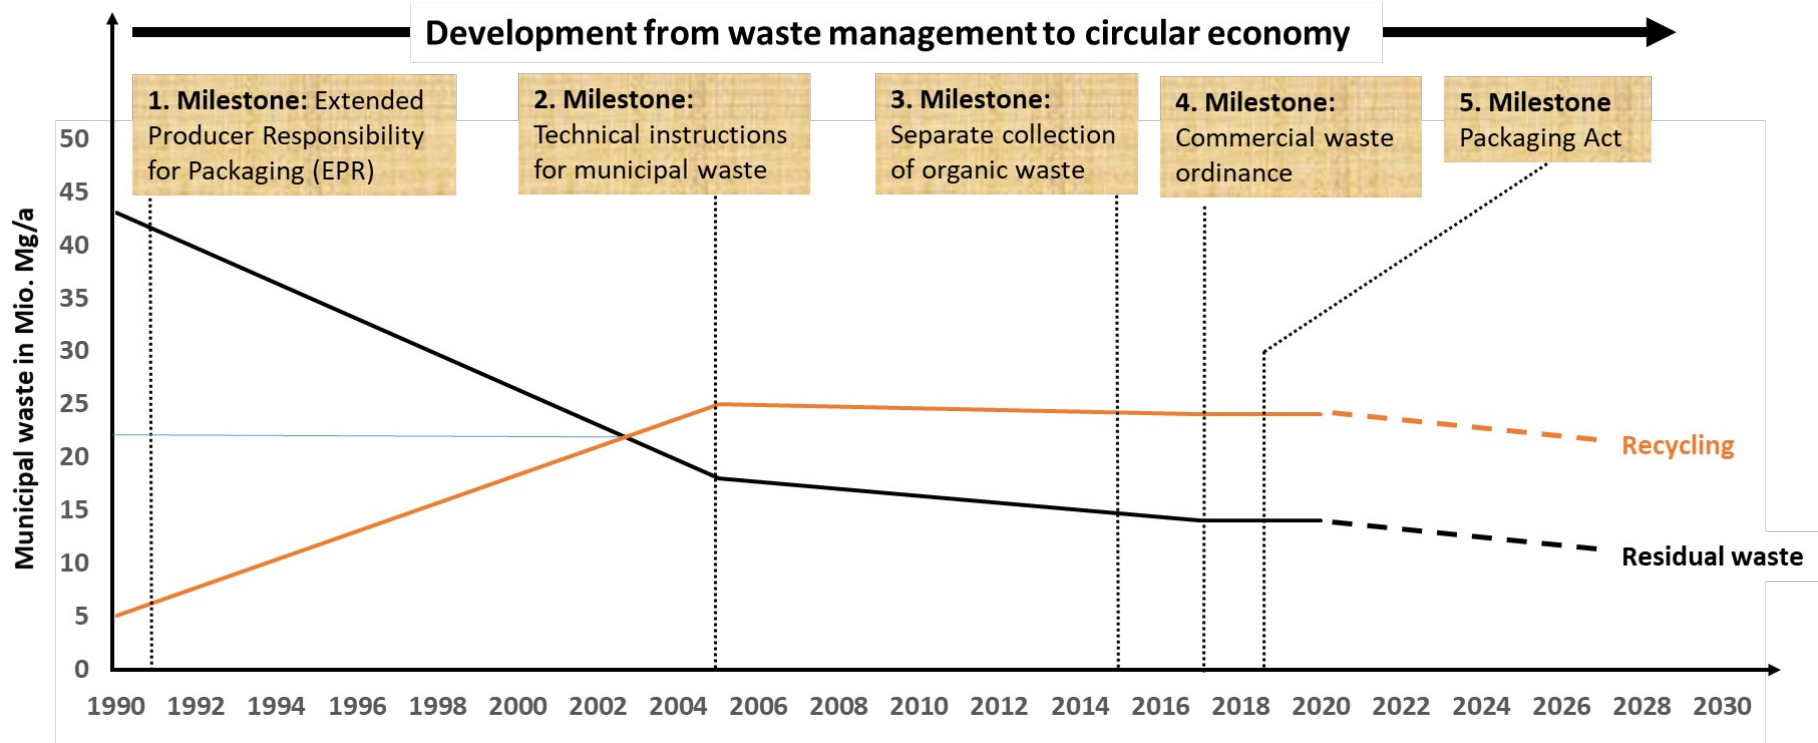 Development from waste management to circular economy
1. Milestone: Extended
Producer Responsibility
for Packaging (EPR)
2. Milestone:
Technical instructions
for municipal waste
3. Milestone:
Separate collection
of organic waste
4. Milestone:
Commercial waste
ordinance
5. Milestone
Packaging Act
Municipal waste in Mio. Mg/a
50
45
40
35
30
25
20
15
10
5
0
Recycling
Residual waste
1990 1992 1994 1996 1998 2000 2002 2004 2006 2008 2010 2012 2014 2016 2018 2020 2022 2024 2026 2028 2030